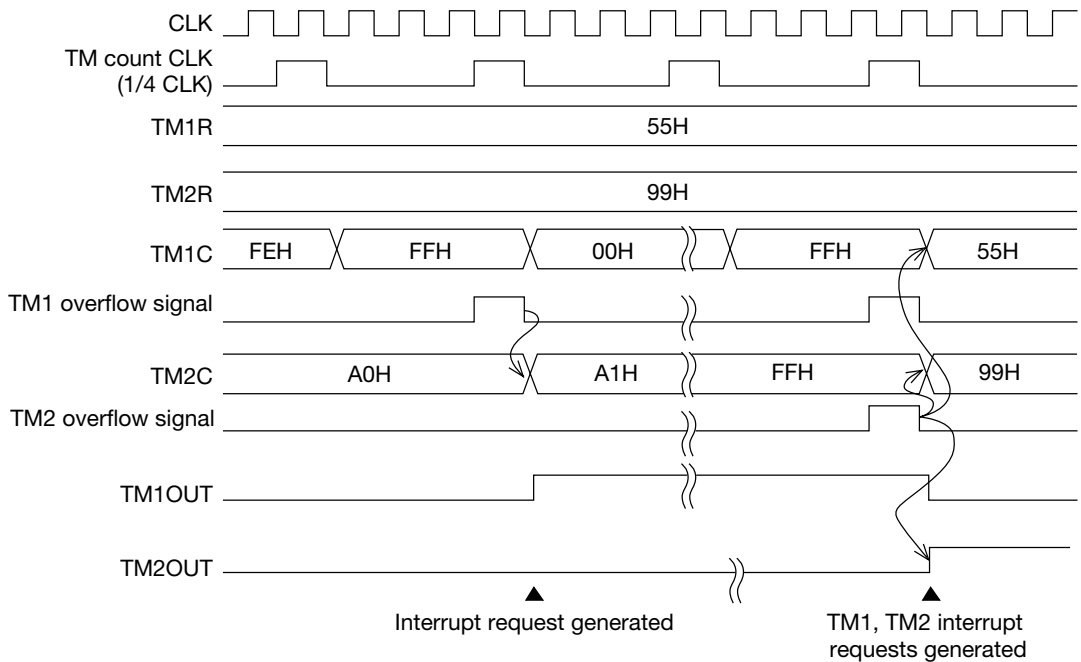 CLK
TM count CLK
(1/4 CLK)
TM1R
55H
TM2R
99H
TM1C
FEH
FFH
00H
FFH
55H
TM1 overflow signal
TM2C
A0H
A1H
FFH
99H
TM2 overflow signal
TM1OUT
TM2OUT
Interrupt request generated
TM1, TM2 interrupt
requests generated